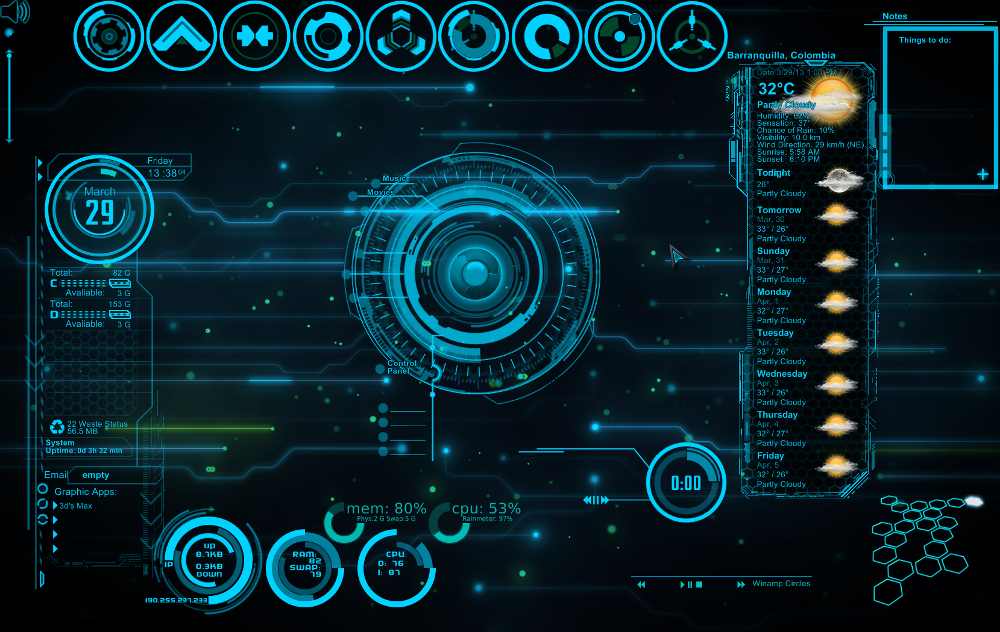 Notes
Things to do:
Barranquilla, Colombia
Date 3/29/13 1:00 PM
32°C
Partly Cloudy
Humidity: 62%
Sensation: 37°
Chance of Rain: 10%
Visibility: 10.0 km.
Wind Direction, 29 km/h (NE)
Sunrise: 5:58 AM
Sunset: 6:10 PM
Tonight
26°
Partly Cloudy
Tomorrow
Mar, 30
33° / 26°
Partly Cloudy
Sunday
Mar, 31
33° / 27°
Partly Cloudy
Monday
Apr, 1
32° / 27°
Partly Cloudy
Tuesday
Apr, 2
33° / 26°
Partly Cloudy
Wednesday
Apr, 3
33° / 26°
Partly Cloudy
Thursday
Apr, 4
32° / 27°
Partly Cloudy
Friday
Apr, 5
32° / 26°
Partly Cloudy
Friday
13 :38 04
March
29
Total: 82 G
C
Avaliable: 3 G
Total: 153 G
D
Avaliable: 3 G
22 Waste Status
56.5 MB
System
Uptime: 0d 3h 32 min
Email empty
Graphic Apps:
3d's Max
Music
Movies
Control
Panel
0:00
mem: 80%
Phys:2 G Swap:5 G
cpu: 53%
Rainmeter: 97%
UP
8.7KB
0.3KB
DOWN
IP
190.255.237.233
RAM:
82
SWAP:
79
CPU:
0: 76
1: 87
Winamp Circles